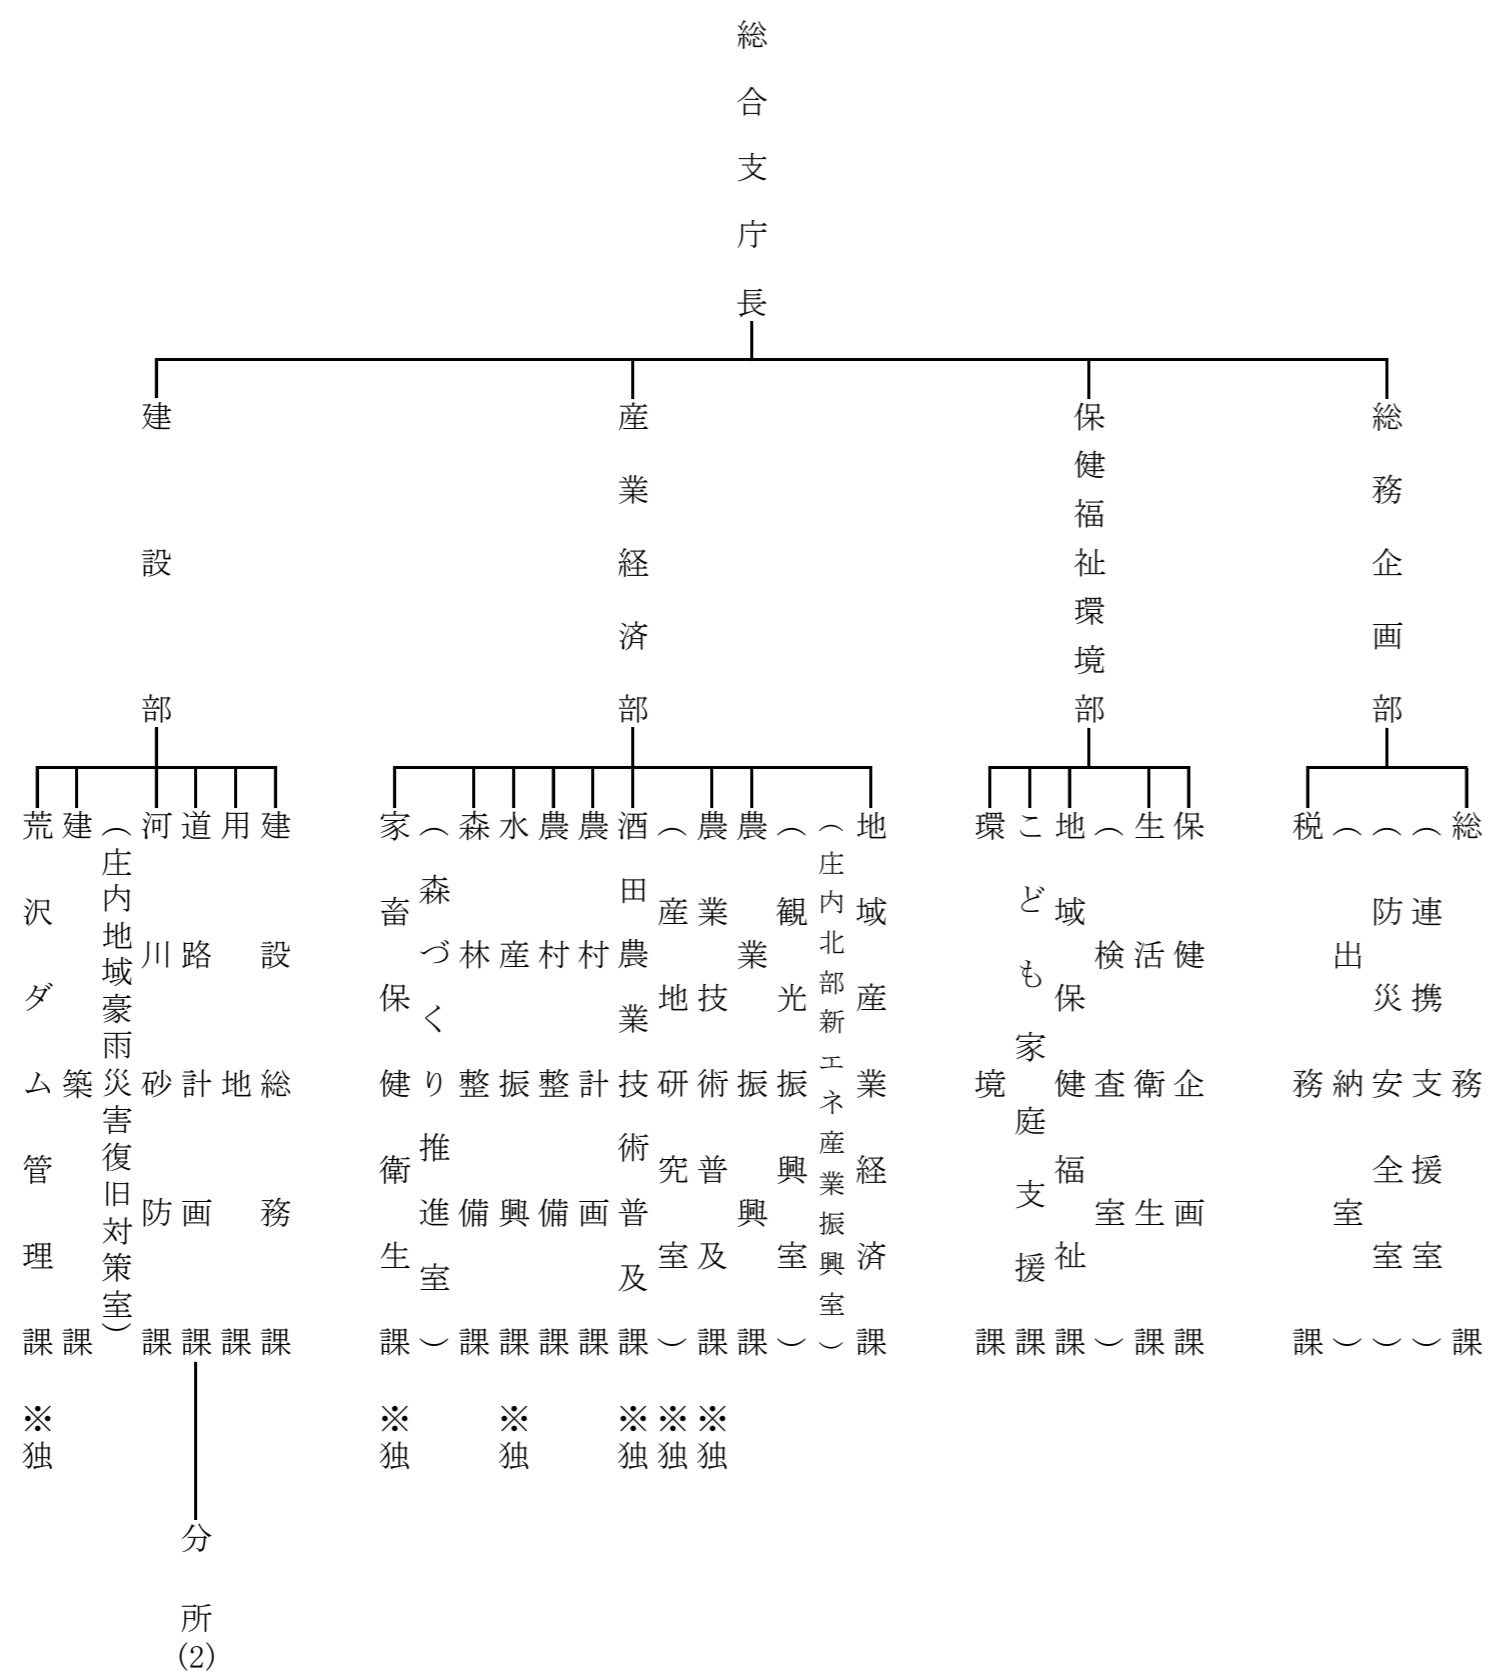 総合支庁長
総務企画部
保健福祉環境部
産業経済部
建設部
総務課
（連携支援室）
（防災安全室）
（出納室）
税務課
保健企画課
生活衛生課
（検査室）
地域保健福祉課
こども家庭支援課
環境課
地域産業経済課
（庄内北部新エネ産業振興室）
（観光振興室）
農業振興課
農業技術普及課※独
（産地研究室）※独
酒田農業技術普及課※独
農村計画課
農村整備課
水産振興課※独
森林整備課
（森づくり推進室）
家畜保健衛生課※独
建設総務課
用地課
道路計画課
河川砂防課
（庄内地域豪雨災害復旧対策室）
建築課
荒沢ダム管理課※独
分所(2)